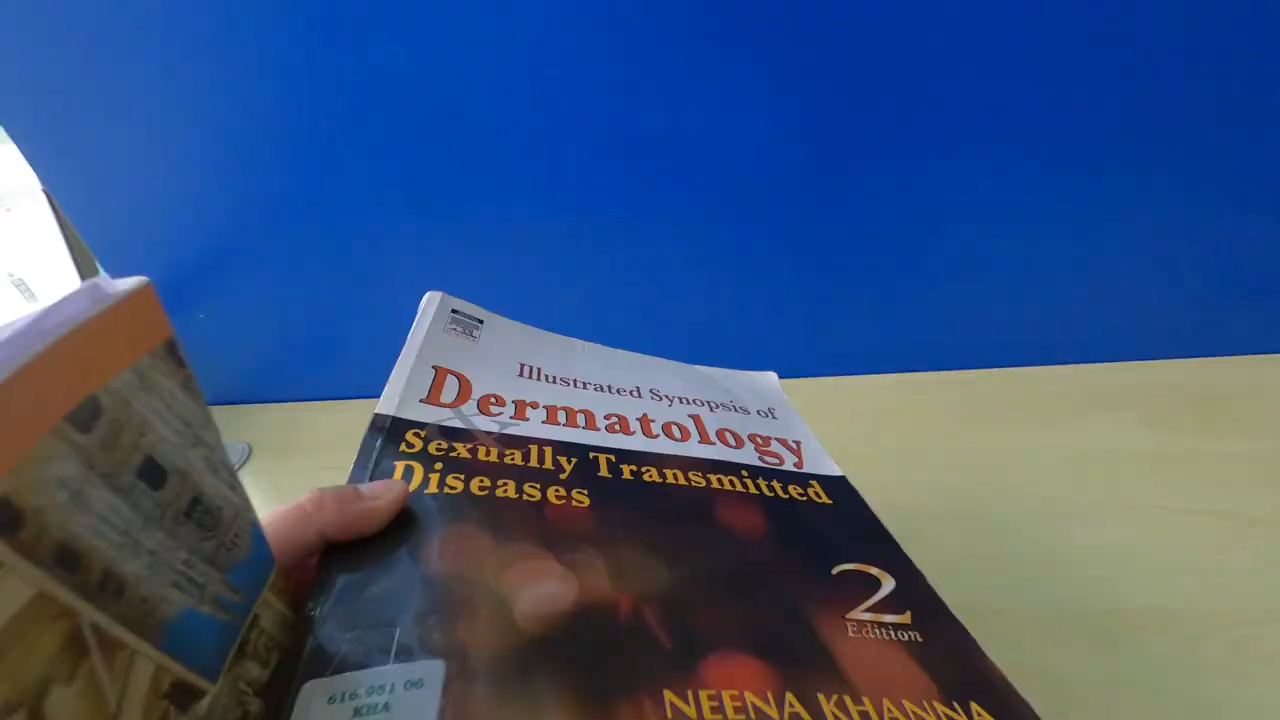 Illustrated Synopsis of
Dermatology
&
Sexually Transmitted
Diseases
2
Edition
NEENA KHANNA
616.951 06
KHA